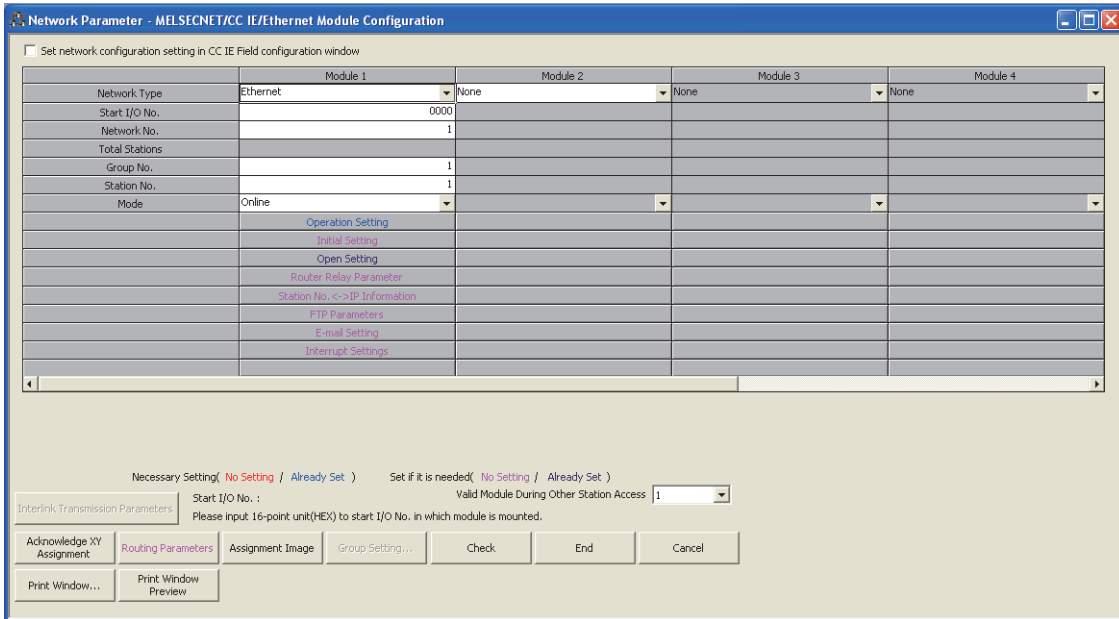 Network Parameter - MELSECNET/CC IE/Ethernet Module Configuration
Set network configuration setting in CC IE Field configuration window
Module 1 Module 2 Module 3 Module 4
Network Type Ethernet None None None
Start I/O No. 0000
Network No. 1
Total Stations
Group No. 1
Station No. 1
Mode Online
Operation Setting
Initial Setting
Open Setting
Router Relay Parameter
Station No.<->IP Information
FTP Parameters
E-mail Setting
Interrupt Settings
Necessary Setting( No Setting / Already Set ) Set if it is needed( No Setting / Already Set )
Interlink Transmission Parameters
Start I/O No. : Valid Module During Other Station Access 1
Please input 16-point unit(HEX) to start I/O No. in which module is mounted.
Acknowledge XY Assignment Routing Parameters Assignment Image Group Setting... Check End Cancel
Print Window... Print Window Preview